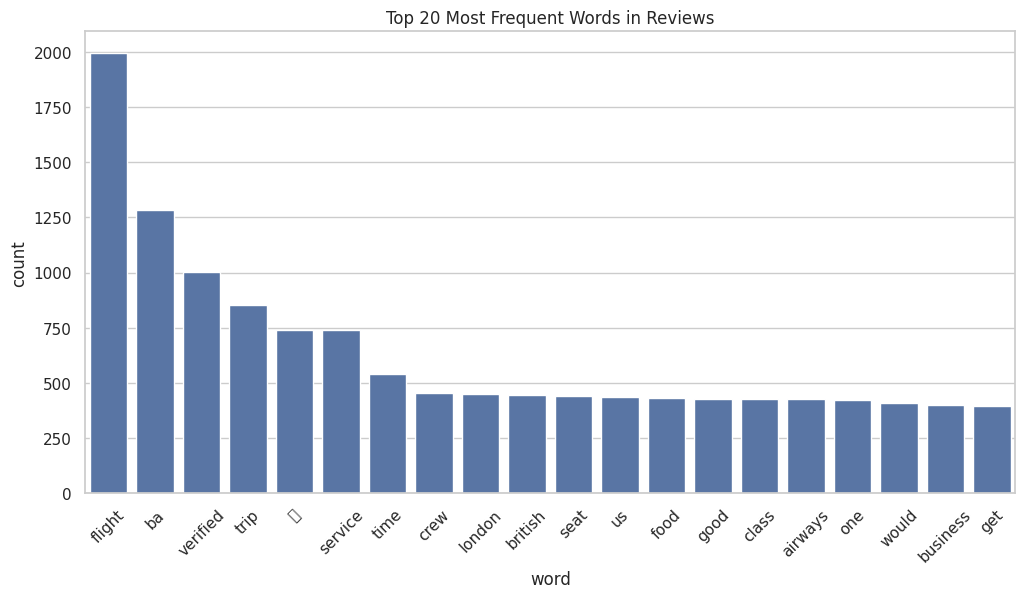 Top 20 Most Frequent Words in Reviews
count
2000
1750
1500
1250
1000
750
500
250
0
flight
ba
verified
trip
service
time
crew
london
british
seat
us
food
good
class
airways
one
would
business
get
word